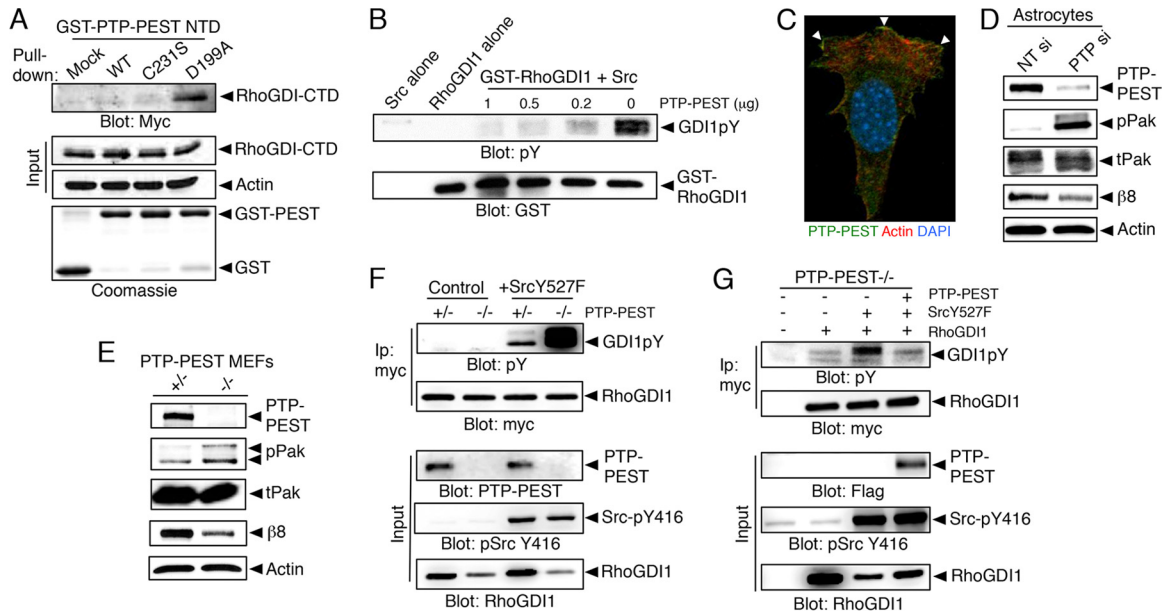 A
GST-PTP-PEST NTD
Pull-
down:
Mock
WT
C231S
D199A
RhoGDI-CTD
Blot: Myc
Input
RhoGDI-CTD
Actin
GST-PEST
GST
Coomassie
B
Src alone
RhoGDI1 alone
GST-RhoGDI1 + Src
1 0.5 0.2 0 PTP-PEST (µg)
GDI1pY
Blot: pY
GST-
RhoGDI1
Blot: GST
C
PTP-PEST Actin DAPI
D
Astrocytes
NT si
PTP si
PTP-
PEST
pPak
tPak
β8
Actin
E
PTP-PEST MEFs
+/- -/-
PTP-
PEST
pPak
tPak
β8
Actin
F
Control +SrcY527F
+/- -/- +/- -/- PTP-PEST
Ip:
myc
GDI1pY
Blot: pY
RhoGDI1
Blot: myc
Input
PTP-
PEST
Blot: PTP-PEST
Src-pY416
Blot: pSrc Y416
RhoGDI1
Blot: RhoGDI1
G
PTP-PEST-/-
- - - + PTP-PEST
- - + + SrcY527F
- + + + RhoGDI1
Ip:
myc
GDI1pY
Blot: pY
RhoGDI1
Blot: myc
Input
PTP-
PEST
Blot: Flag
Src-pY416
Blot: pSrc Y416
RhoGDI1
Blot: RhoGDI1